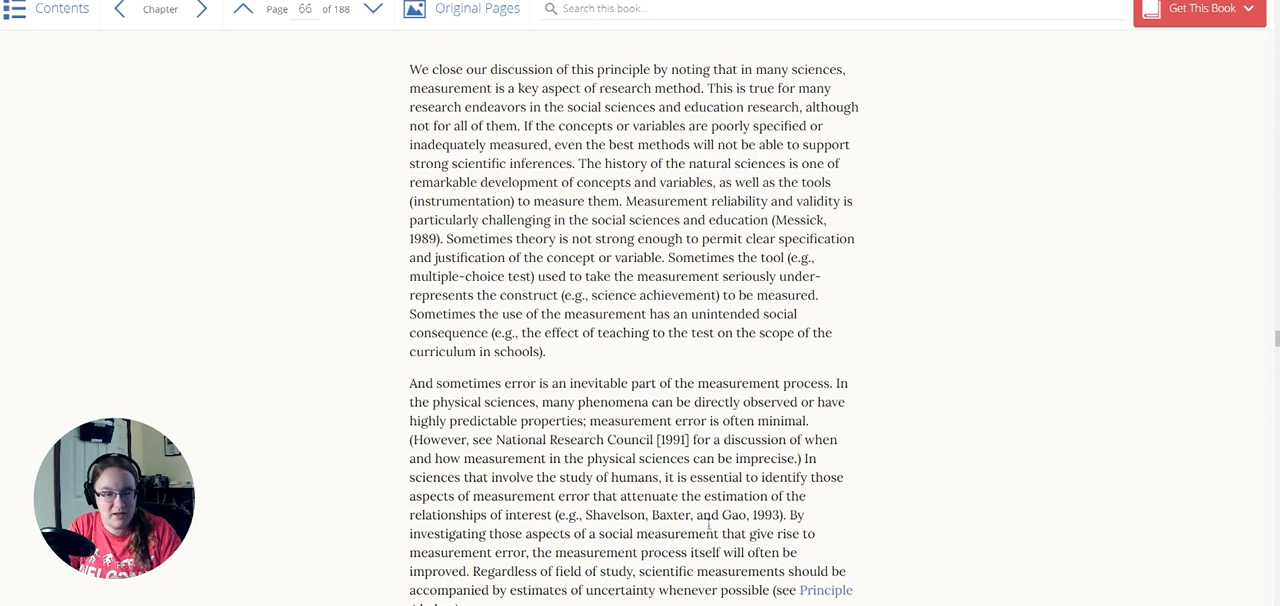 Contents
Chapter
Page 66 of 188
Original Pages
Search this book...
Get This Book
We close our discussion of this principle by noting that in many sciences,
measurement is a key aspect of research method. This is true for many
research endeavors in the social sciences and education research, although
not for all of them. If the concepts or variables are poorly specified or
inadequately measured, even the best methods will not be able to support
strong scientific inferences. The history of the natural sciences is one of
remarkable development of concepts and variables, as well as the tools
(instrumentation) to measure them. Measurement reliability and validity is
particularly challenging in the social sciences and education (Messick,
1989). Sometimes theory is not strong enough to permit clear specification
and justification of the concept or variable. Sometimes the tool (e.g.,
multiple-choice test) used to take the measurement seriously under-
represents the construct (e.g., science achievement) to be measured.
Sometimes the use of the measurement has an unintended social
consequence (e.g., the effect of teaching to the test on the scope of the
curriculum in schools).
And sometimes error is an inevitable part of the measurement process. In
the physical sciences, many phenomena can be directly observed or have
highly predictable properties; measurement error is often minimal.
(However, see National Research Council [1991] for a discussion of when
and how measurement in the physical sciences can be imprecise.) In
sciences that involve the study of humans, it is essential to identify those
aspects of measurement error that attenuate the estimation of the
relationships of interest (e.g., Shavelson, Baxter, and Gao, 1993). By
investigating those aspects of a social measurement that give rise to
measurement error, the measurement process itself will often be
improved. Regardless of field of study, scientific measurements should be
accompanied by estimates of uncertainty whenever possible (see Principle